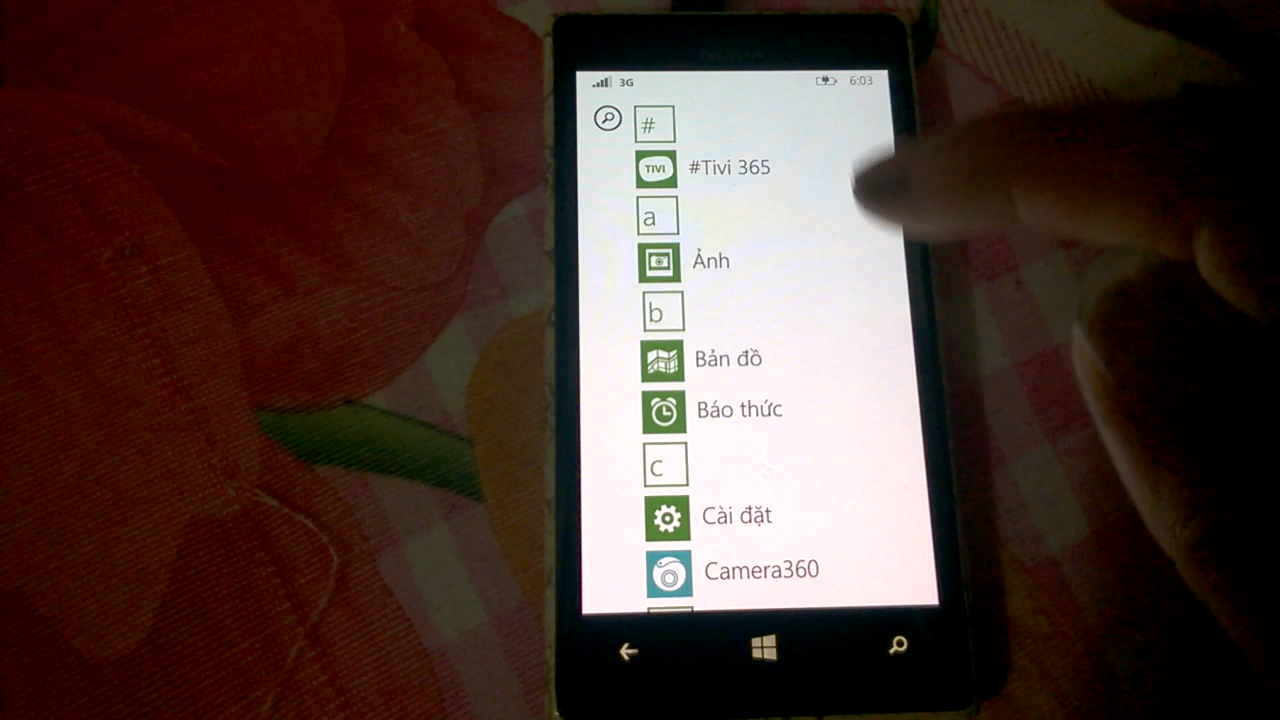 NOKIA
3G 6:03
#
TIVI #Tivi 365
a
Ảnh
b
Bản đồ
Báo thức
c
Cài đặt
Camera360